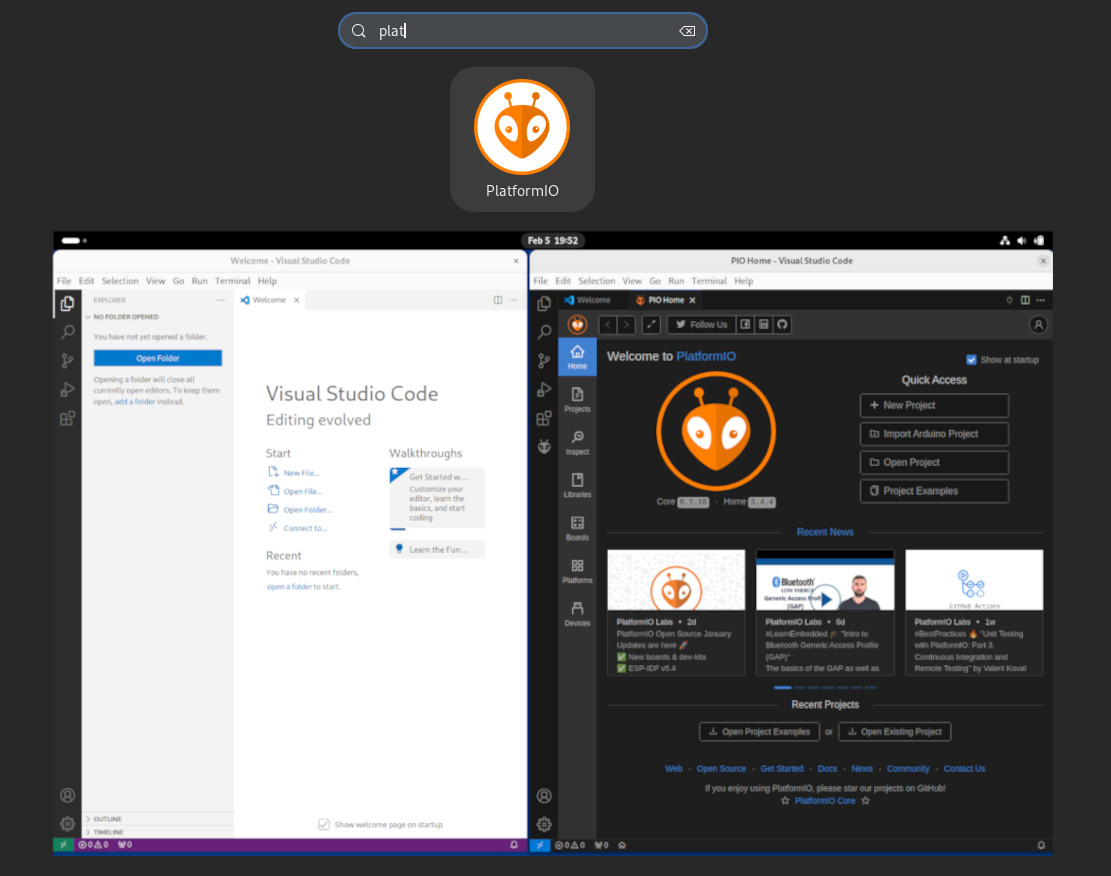 plat
PlatformIO
Feb 5 19:52
Welcome - Visual Studio Code
File Edit Selection View Go Run Terminal Help
EXPLORER
Welcome
NO FOLDER OPENED
You have not yet opened a folder.
Open Folder
Opening a folder will close all
currently open editors. To keep them
open, add a folder instead.
Visual Studio Code
Editing evolved
Start
New File...
Open File...
Open Folder...
Connect to...
Recent
You have no recent folders,
open a folder to start.
Walkthroughs
Get Started w...
Customize your
editor, learn the
basics, and start
coding
Learn the Fun...
OUTLINE
TIMELINE
Show welcome page on startup
0 0 0
PIO Home - Visual Studio Code
File Edit Selection View Go Run Terminal Help
Welcome PIO Home
Follow Us
Home
Projects
Inspect
Libraries
Boards
Platforms
Devices
Welcome to PlatformIO
Show at startup
Quick Access
New Project
Import Arduino Project
Open Project
Project Examples
Core 6.1.16 · Home 3.4.4
Recent News
PlatformIO Labs • 2d
PlatformIO Open Source January
Updates are here 🚀
✅ New boards & dev-kits
✅ ESP-IDF v5.4
Bluetooth
LOW ENERGY
Generic Access Profi
(GAP)
PlatformIO Labs • 6d
#LearnEmbedded 🎓 "Intro to
Bluetooth Generic Access Profile
(GAP)"
The basics of the GAP as well as
GitHub Actions
PlatformIO Labs • 1w
#BestPractices 🔥 "Unit Testing
with PlatformIO: Part 3.
Continuous Integration and
Remote Testing" by Valerii Koval
Recent Projects
Open Project Examples or Open Existing Project
Web · Open Source · Get Started · Docs · News · Community · Contact Us
If you enjoy using PlatformIO, please star our projects on GitHub!
☆ PlatformIO Core ☆
0 0 0